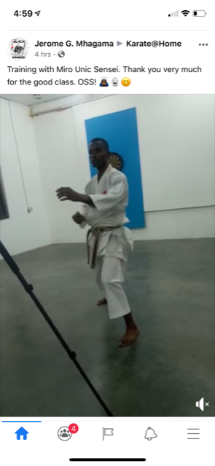 4:59
Jerome G. Mhagama ▶ Karate@Home
4 hrs
Training with Miro Unic Sensei. Thank you very much
for the good class. OSS!
4